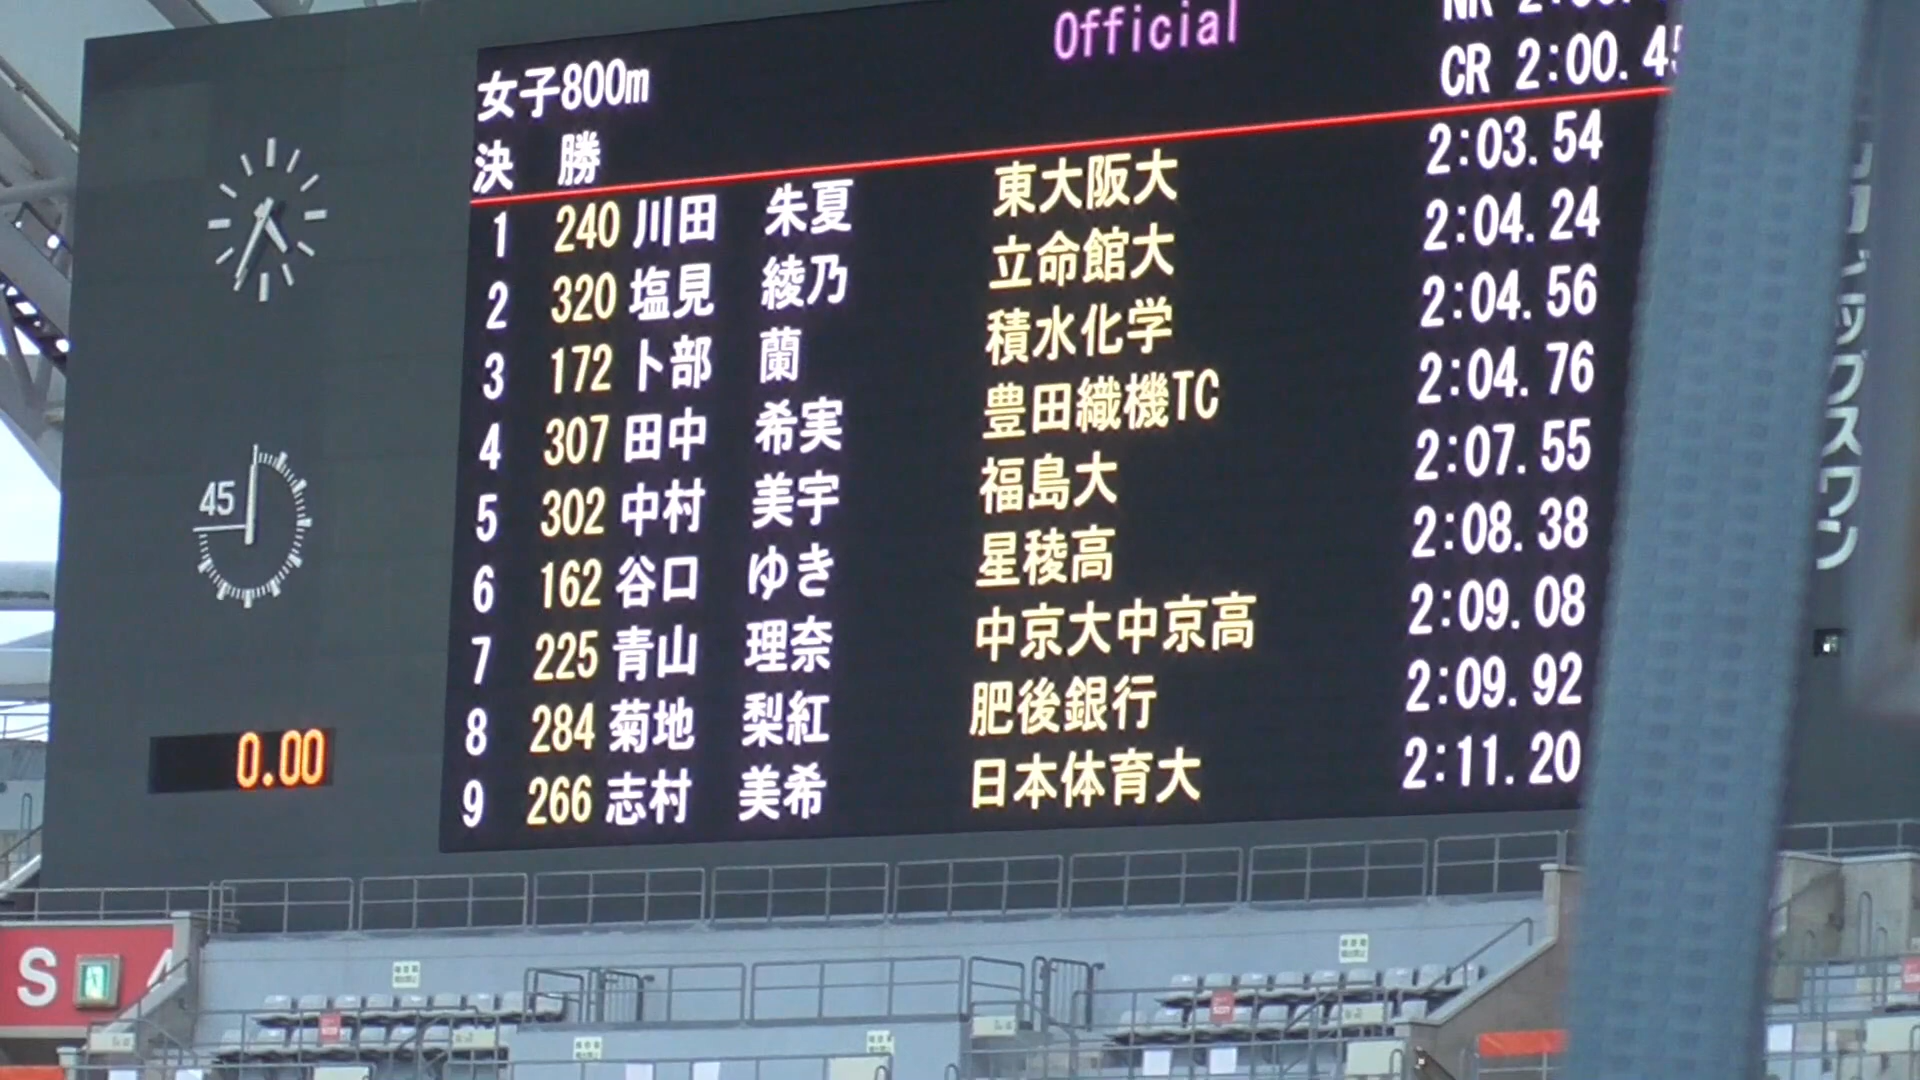 Official
CR 2:00.45
女子800m
決 勝
1 240 川田 朱夏 東大阪大 2:03.54
2 320 塩見 綾乃 立命館大 2:04.24
3 172 卜部 蘭 積水化学 2:04.56
4 307 田中 希実 豊田織機TC 2:04.76
5 302 中村 美宇 福島大 2:07.55
6 162 谷口 ゆき 星稜高 2:08.38
7 225 青山 理奈 中京大中京高 2:09.08
8 284 菊地 梨紅 肥後銀行 2:09.92
9 266 志村 美希 日本体育大 2:11.20
45
0.00
ッグスワン
S